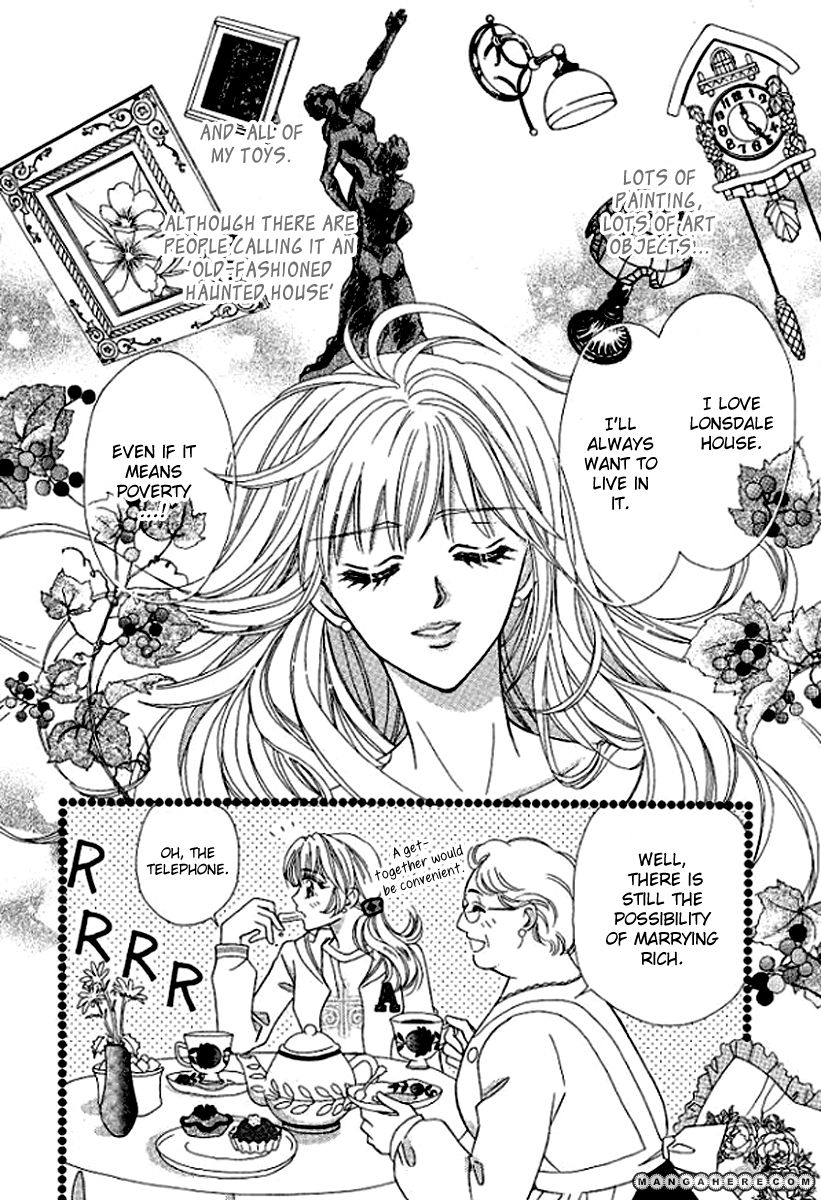 LOTS OF
PAINTING,
LOTS OF ART
OBJECTS...
AND ALL OF
MY TOYS.
ALTHOUGH THERE ARE
PEOPLE CALLING IT AN
'OLD-FASHIONED
HAUNTED HOUSE'
I LOVE
LONSDALE
HOUSE.
I'LL
ALWAYS
WANT TO
LIVE IN
IT.
EVEN IF IT
MEANS
POVERTY
...!
WELL,
THERE IS
STILL THE
POSSIBILITY
OF MARRYING
RICH.
A get-
together would
be convenient.
OH, THE
TELEPHONE.
R
RRRR
A
MANGAHERE.COM